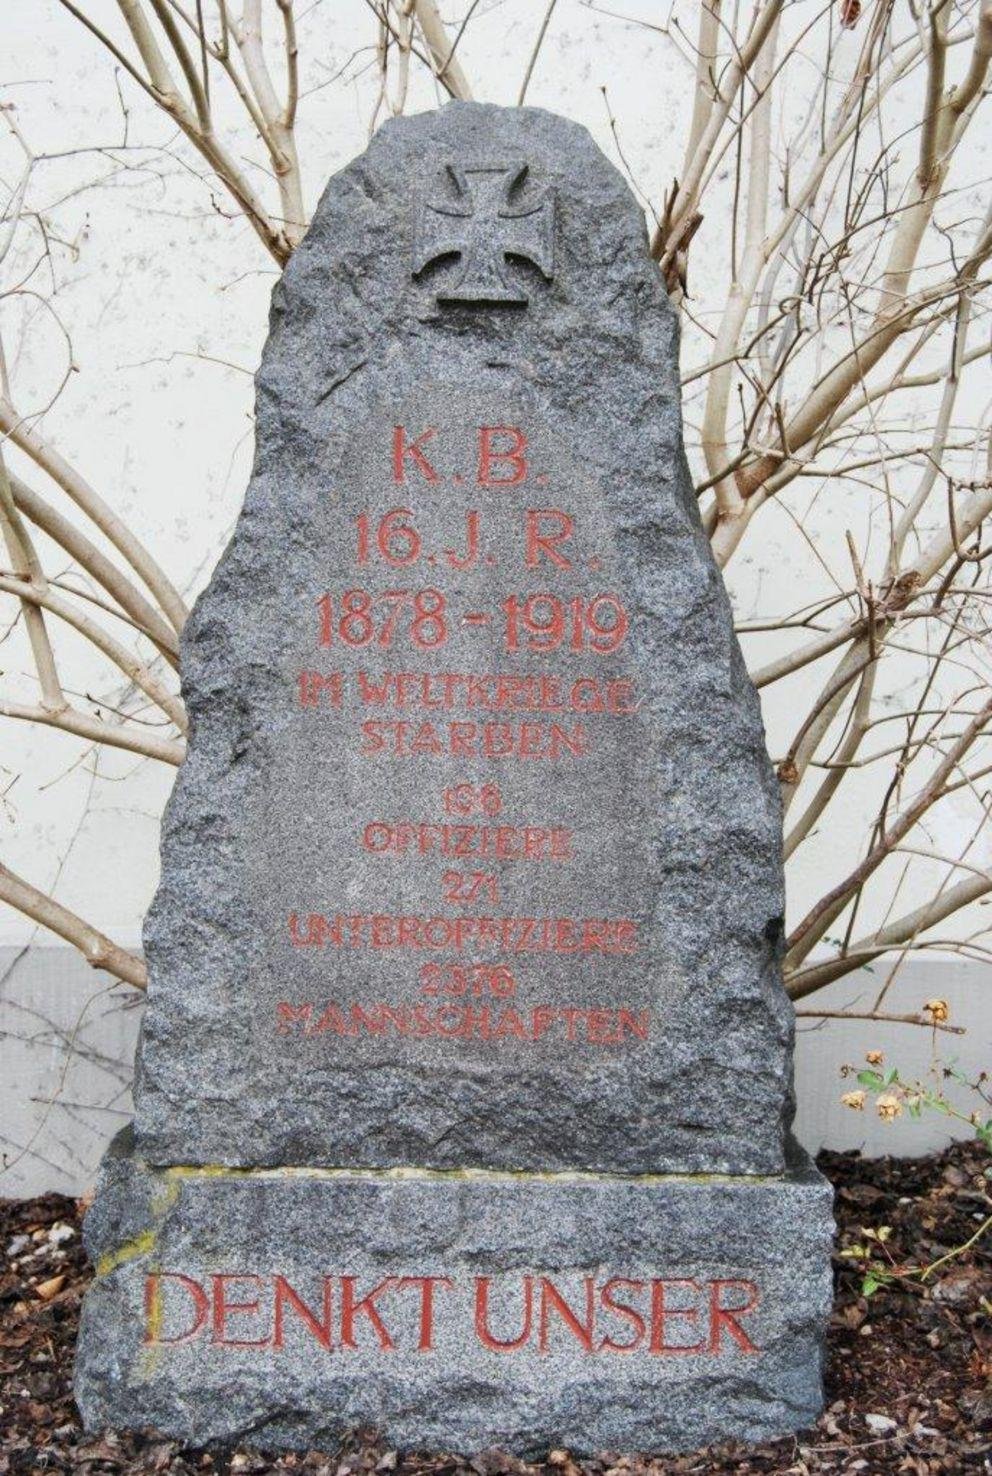 K.B.
16.J.R.
1878-1919
IM WELTKRIEGE
STARBEN
OFFIZIERE
271
UNTEROFFIZIERE
2376
MANNSCHAFTEN
DENKT UNSER